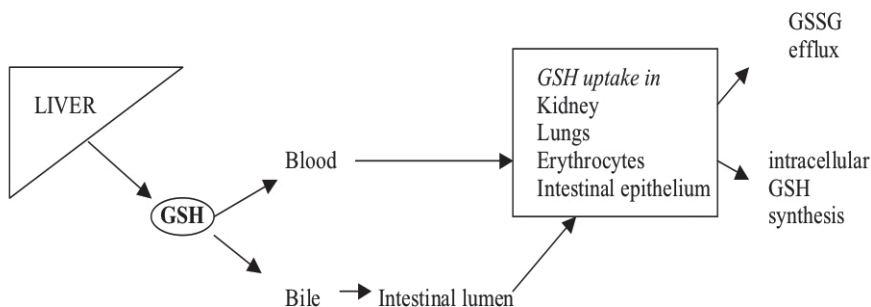 GSSG
efflux
LIVER
GSH uptake in
Kidney
Lungs
Erythrocytes
Intestinal epithelium
Blood
intracellular
GSH
synthesis
GSH
Bile
Intestinal lumen